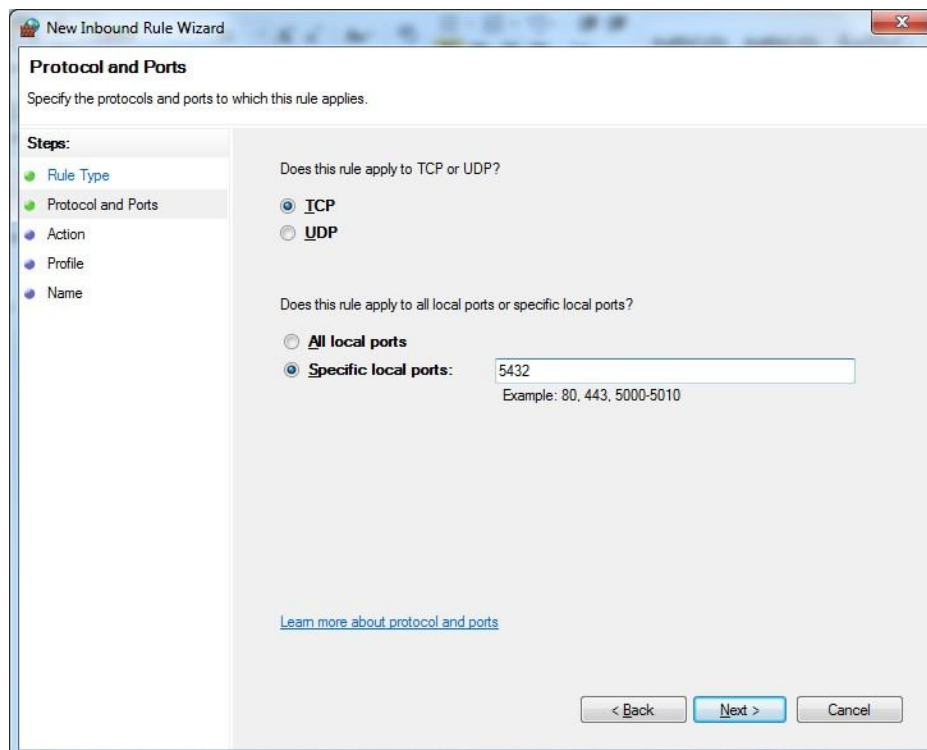 New Inbound Rule Wizard
X
Protocol and Ports
Specify the protocols and ports to which this rule applies.
Steps:
Rule Type
Protocol and Ports
Action
Profile
Name
Does this rule apply to TCP or UDP?
TCP
UDP
Does this rule apply to all local ports or specific local ports?
All local ports
Specific local ports: 5432
Example: 80, 443, 5000-5010
Learn more about protocol and ports
< Back Next > Cancel